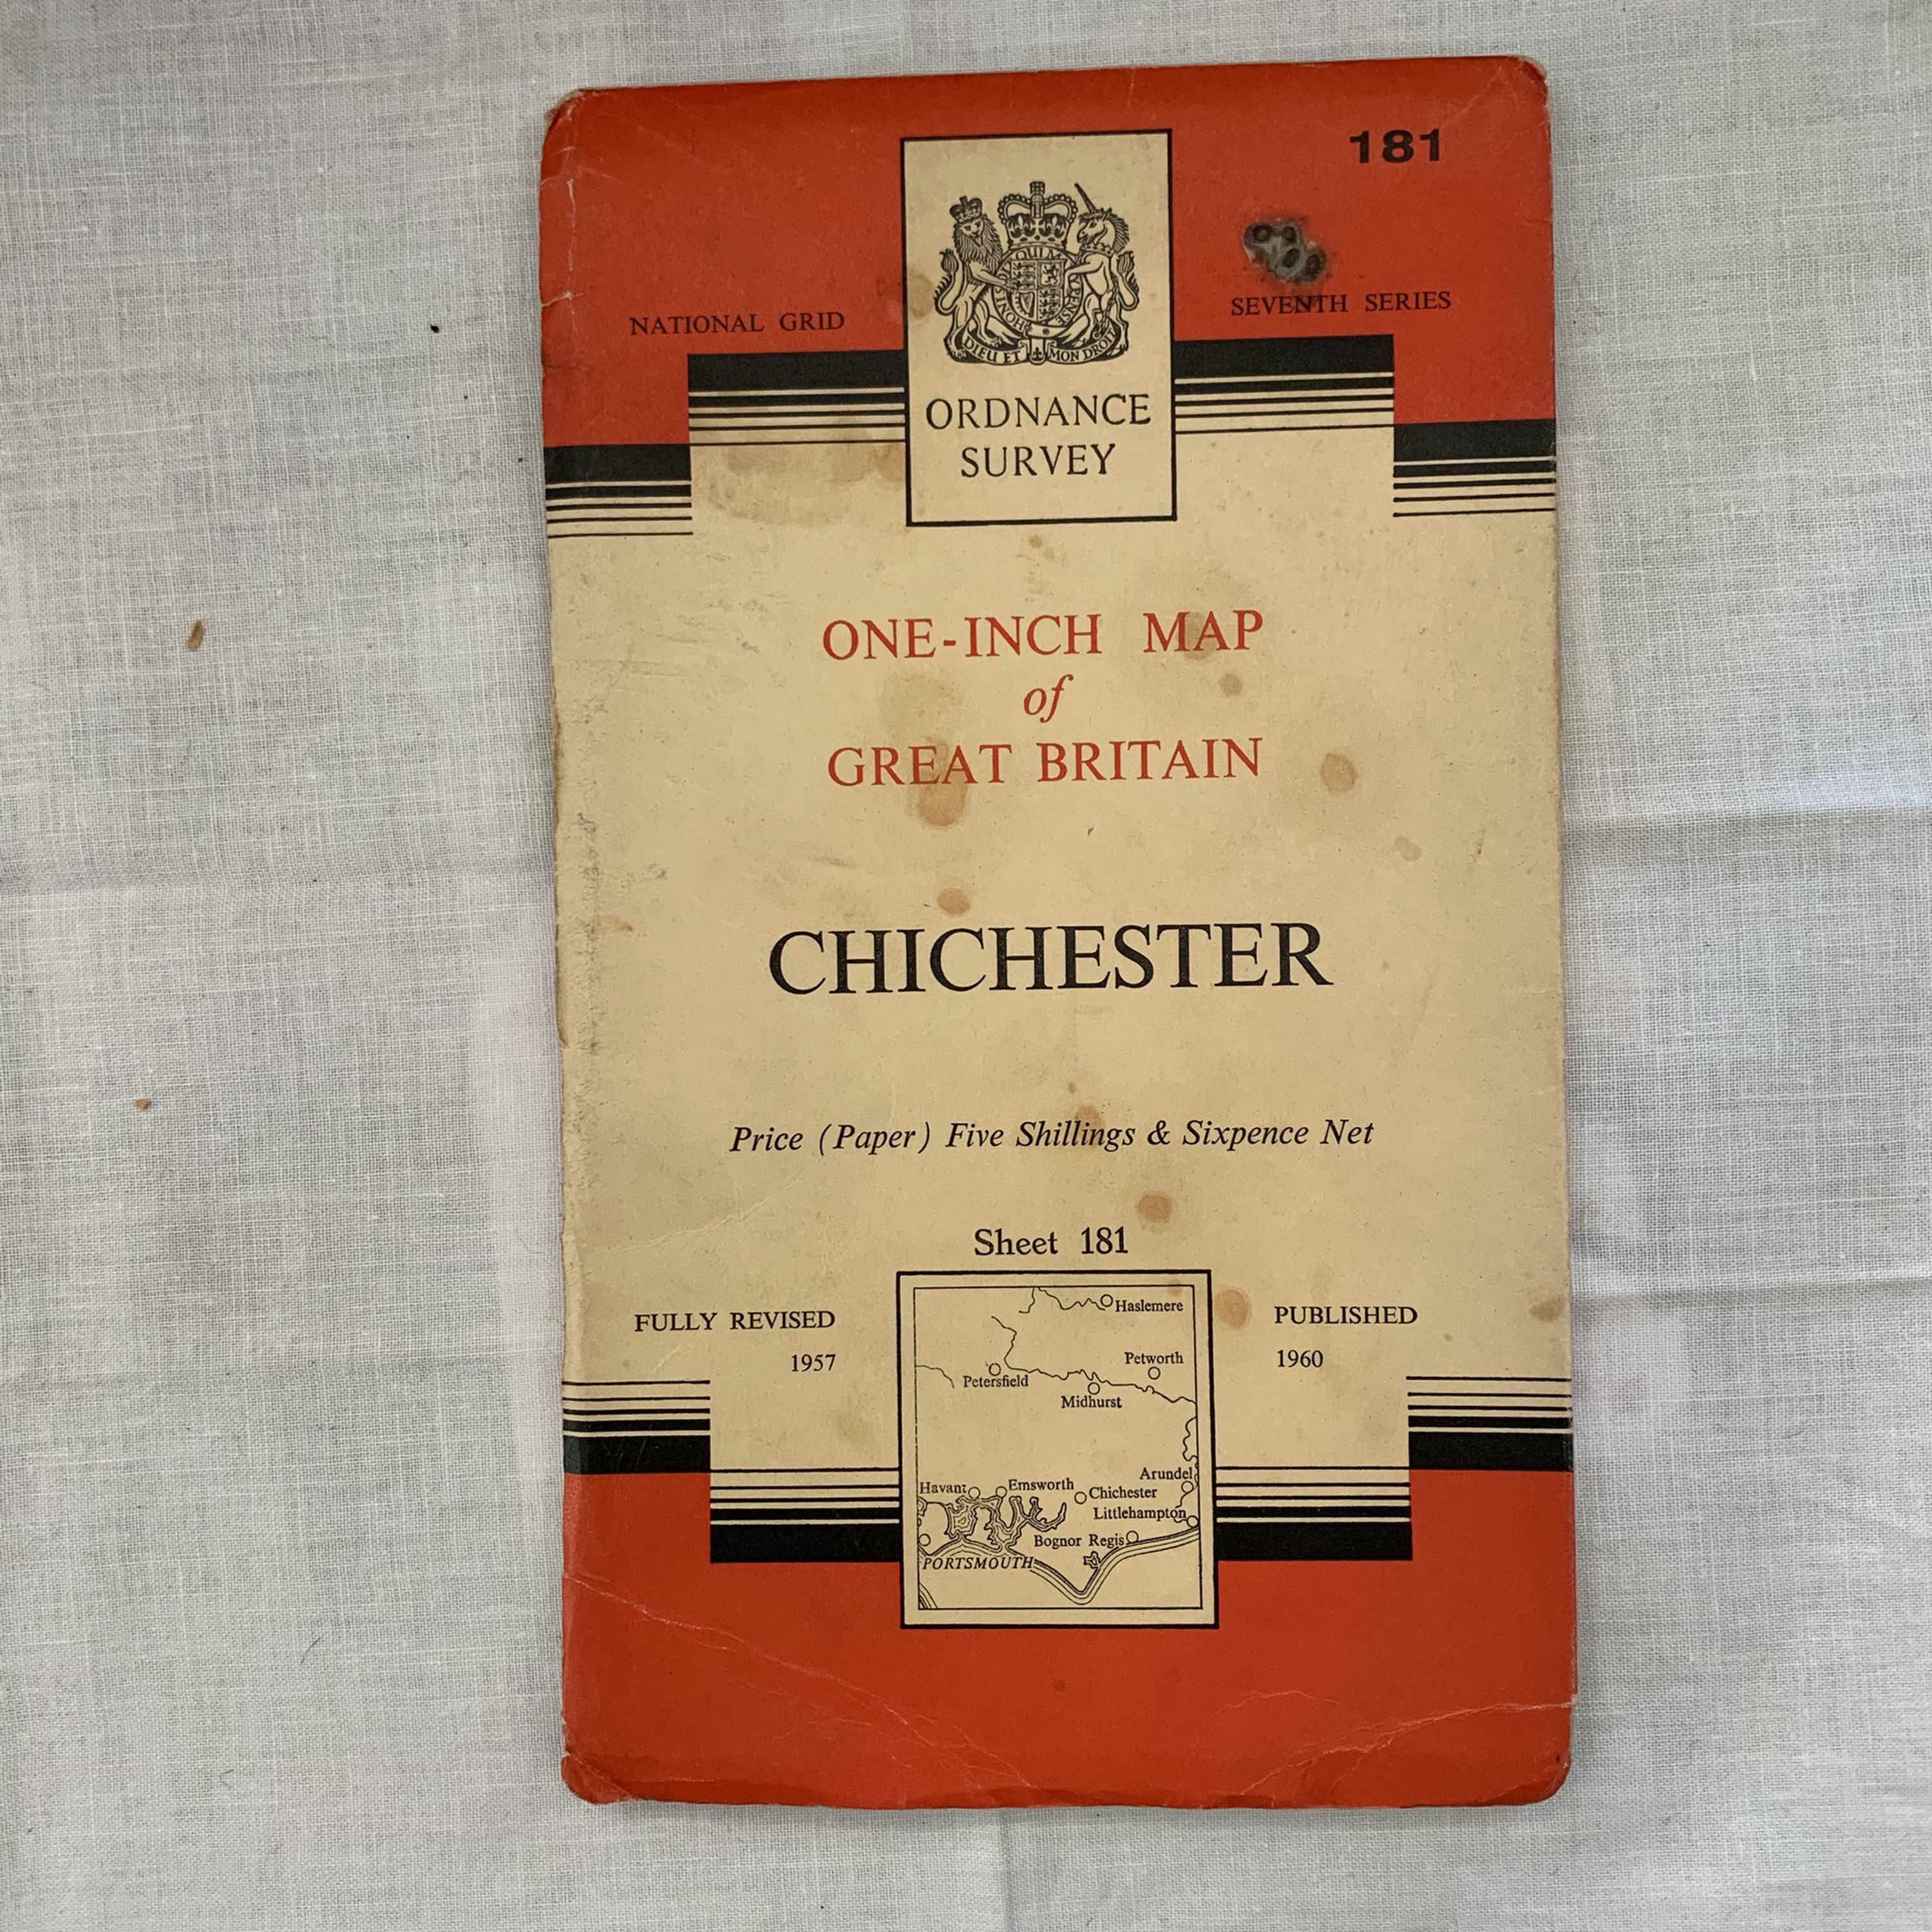 181
NATIONAL GRID
SEVENTH SERIES
DIEU ET MON DROIT
ORDNANCE
SURVEY
ONE-INCH MAP
of
GREAT BRITAIN
CHICHESTER
Price (Paper) Five Shillings & Sixpence Net
Sheet 181
FULLY REVISED
1957
PUBLISHED
1960
Haslemere
Petworth
Petersfield
Midhurst
Arundel
Havant
Emsworth
Chichester
Littlehampton
Bognor Regis
PORTSMOUTH